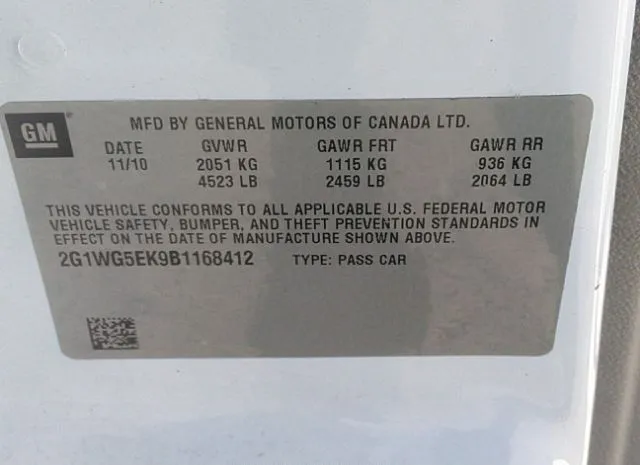 GM
MFD BY GENERAL MOTORS OF CANADA LTD.
DATE GVWR GAWR FRT GAWR RR
11/10 2051 KG 1115 KG 936 KG
4523 LB 2459 LB 2064 LB
THIS VEHICLE CONFORMS TO ALL APPLICABLE U.S. FEDERAL MOTOR
VEHICLE SAFETY, BUMPER, AND THEFT PREVENTION STANDARDS IN
EFFECT ON THE DATE OF MANUFACTURE SHOWN ABOVE.
2G1WG5EK9B1168412 TYPE: PASS CAR